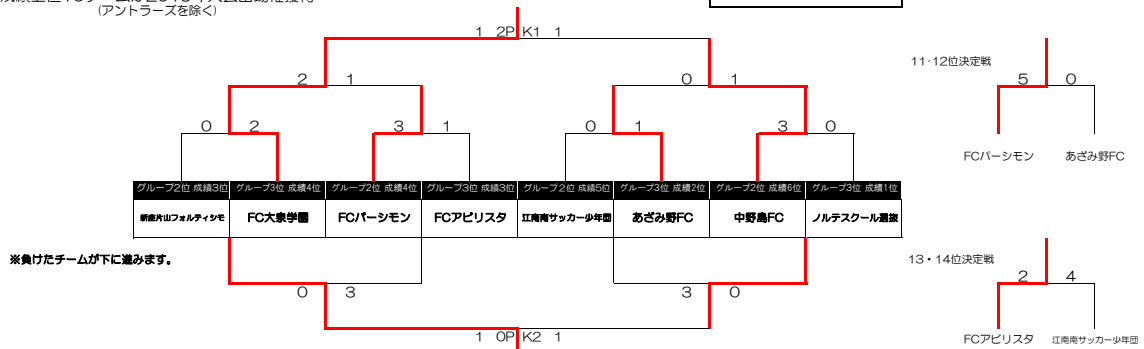 (アントラーズを除く)
1 2P K1 1
11·12位決定戦
2 1 0 1
5 0
0 2 3 1 0 1 3 0
FCパーシモン あざみ野FC
グループ2位 成績3位 グループ3位 成績4位 グループ2位 成績4位 グループ3位 成績3位 グループ2位 成績5位 グループ3位 成績2位 グループ2位 成績6位 グループ3位 成績1位
新座片山フォルティシモ FC大泉学園 FCパーシモン FCアビリスタ 江南南サッカー少年団 あざみ野FC 中野島FC ノルテスクール選抜
※負けたチームが下に進みます。
13・14位決定戦
2 4
0 3 3 0
1 0P K2 1
FCアビリスタ 江南南サッカー少年団